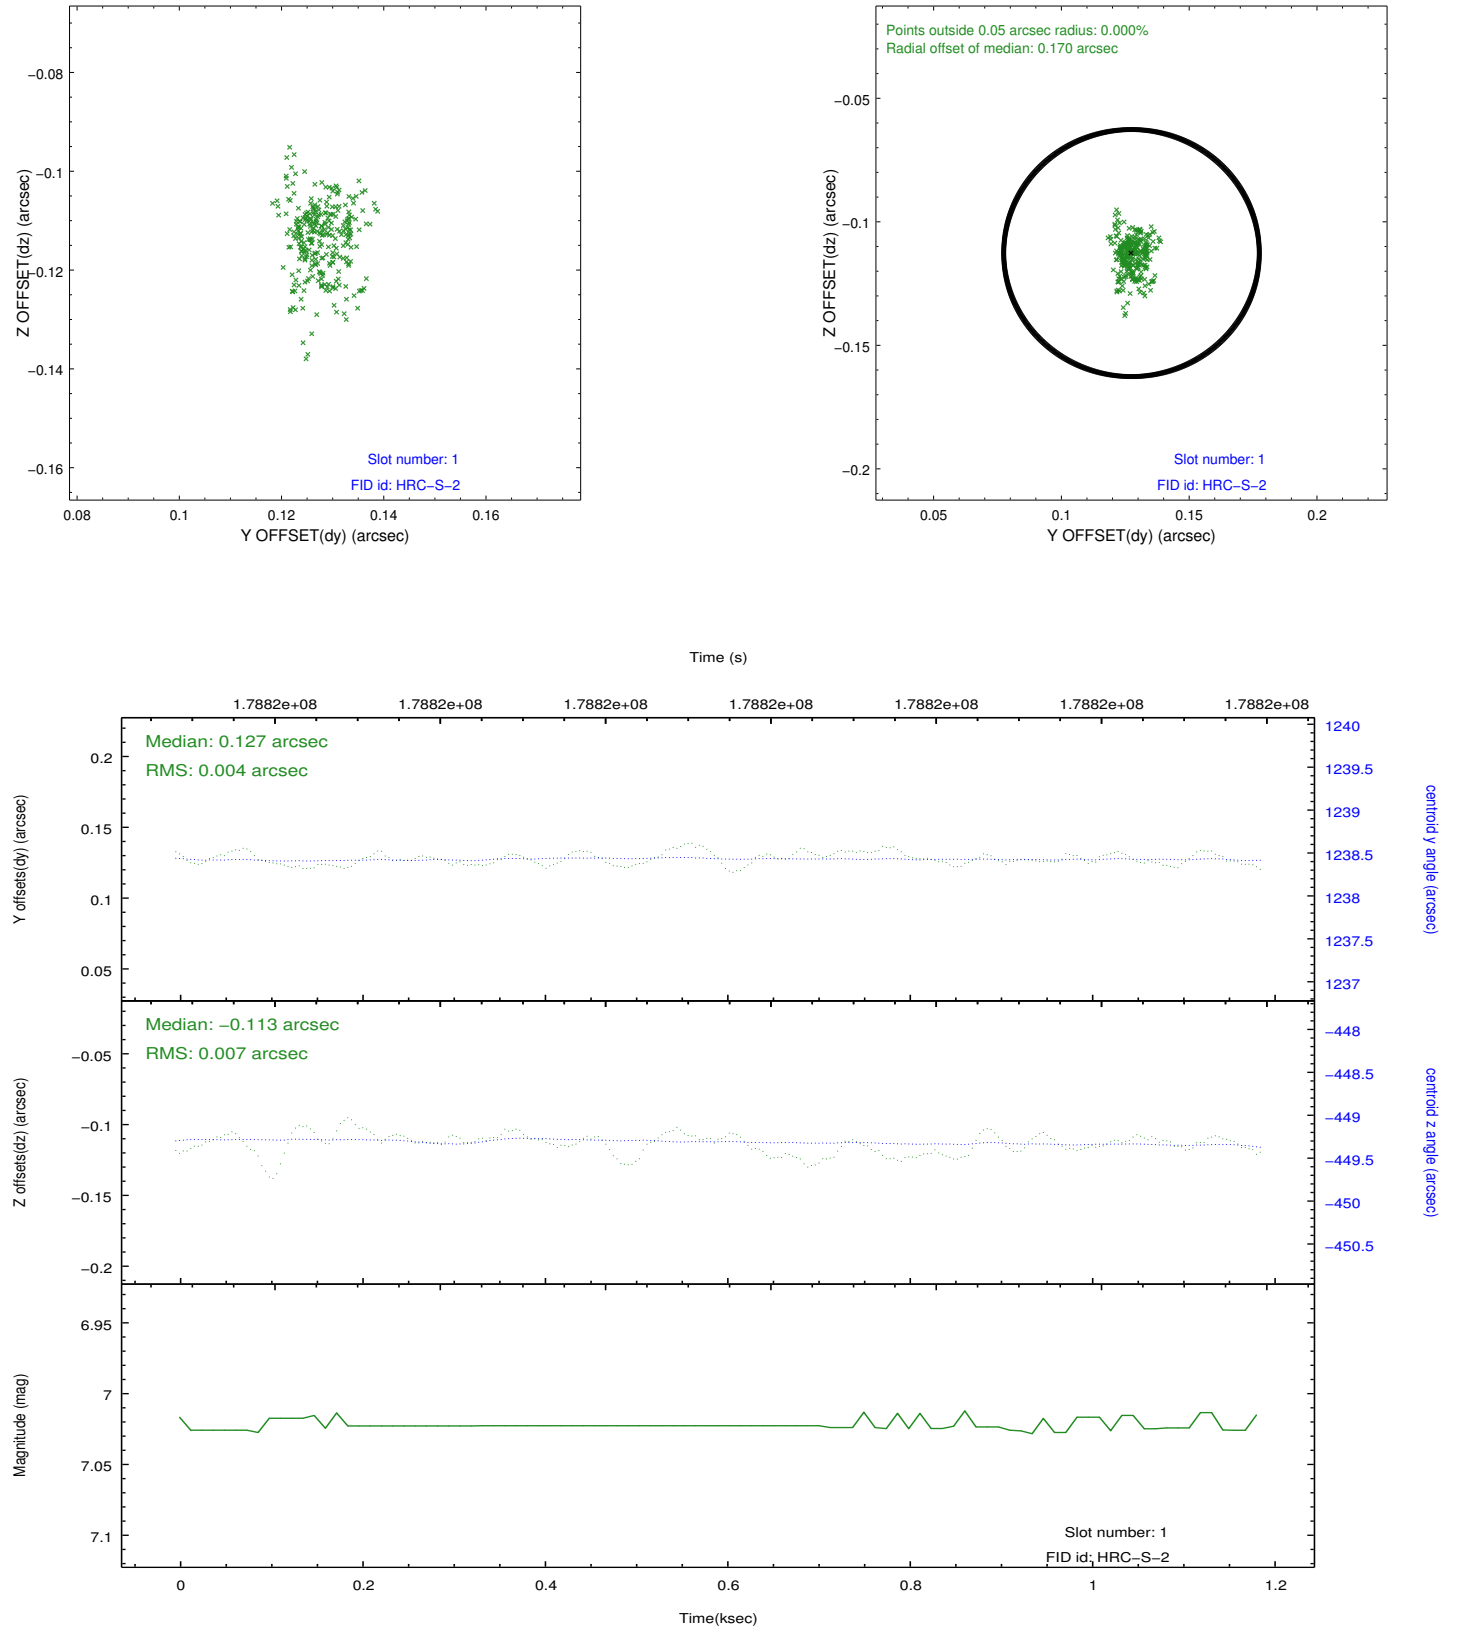 −0.08
−0.1
−0.12
−0.14
−0.16
Z OFFSET(dz) (arcsec)
Slot number: 1
FID id: HRC−S−2
0.08 0.1 0.12 0.14 0.16
Y OFFSET(dy) (arcsec)
Points outside 0.05 arcsec radius: 0.000%
Radial offset of median: 0.170 arcsec
−0.05
−0.1
−0.15
−0.2
Z OFFSET(dz) (arcsec)
Slot number: 1
FID id: HRC−S−2
0.05 0.1 0.15 0.2
Y OFFSET(dy) (arcsec)
Time (s)
1.7882e+08 1.7882e+08 1.7882e+08 1.7882e+08 1.7882e+08 1.7882e+08 1.7882e+08
Median: 0.127 arcsec
RMS: 0.004 arcsec
0.2
0.15
0.1
0.05
Y offsets(dy) (arcsec)
1240
1239.5
1239
1238.5
1238
1237.5
1237
centroid y angle (arcsec)
Median: −0.113 arcsec
RMS: 0.007 arcsec
−0.05
−0.1
−0.15
−0.2
Z offsets(dz) (arcsec)
−448
−448.5
−449
−449.5
−450
−450.5
centroid z angle (arcsec)
6.95
7
7.05
7.1
Magnitude (mag)
Slot number: 1
FID id: HRC−S−2
0 0.2 0.4 0.6 0.8 1 1.2
Time(ksec)